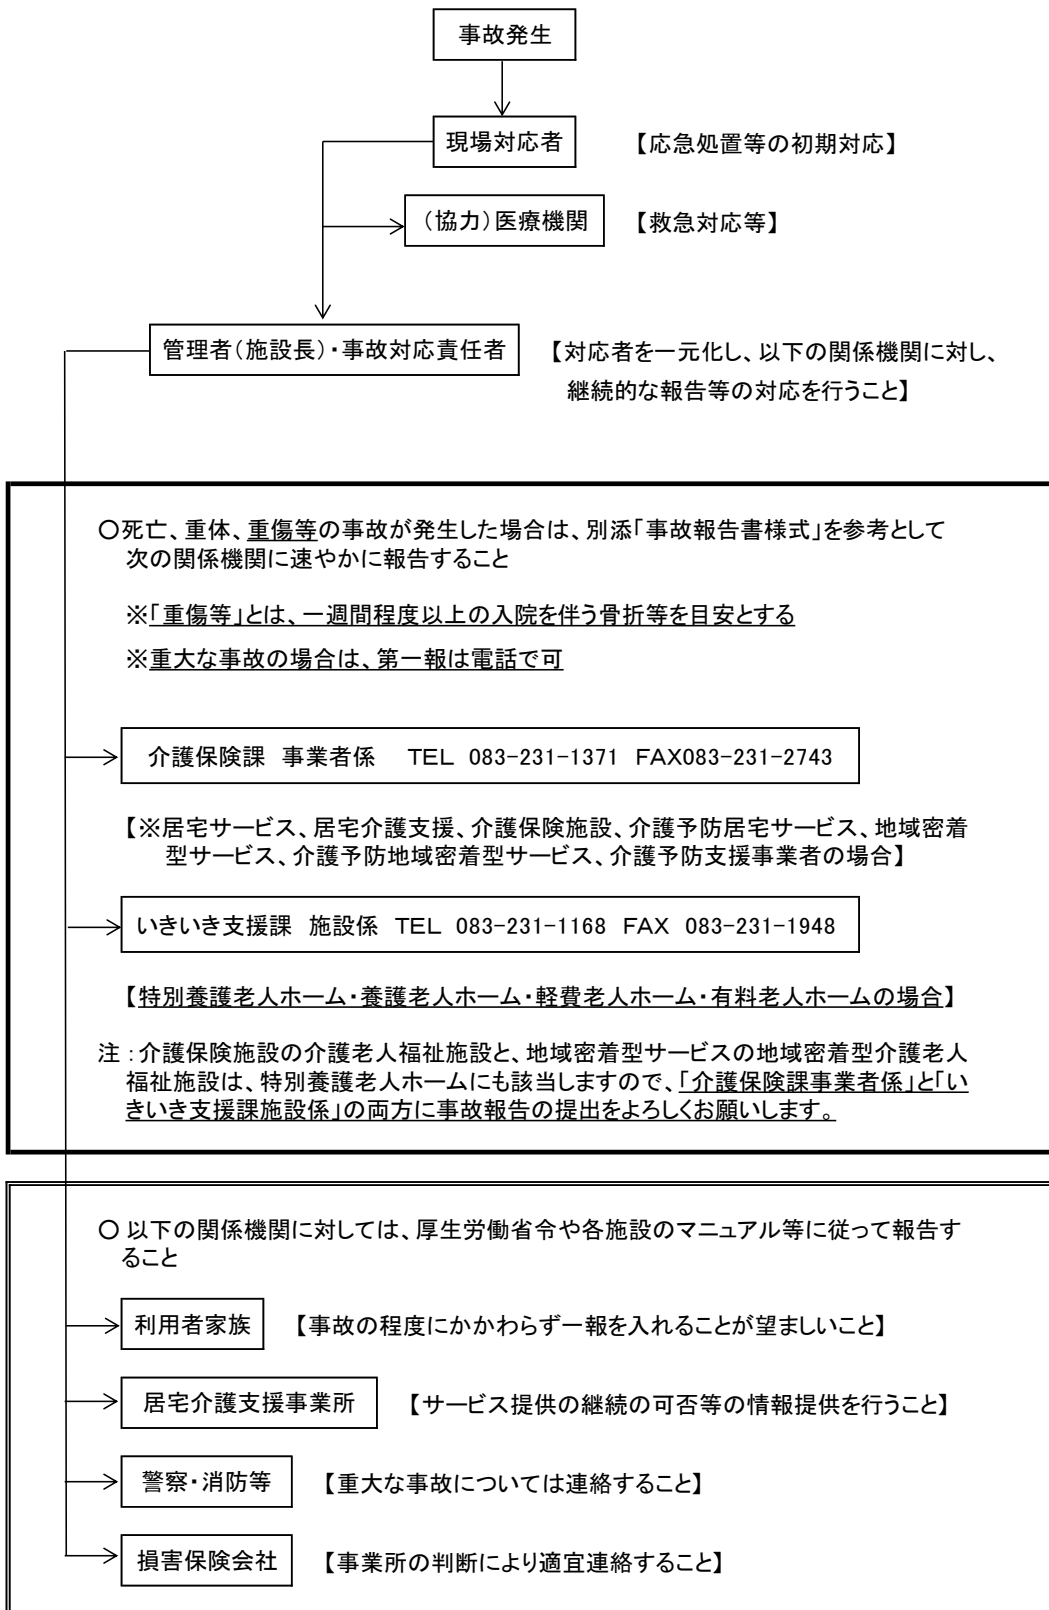 事故発生
現場対応者 【応急処置等の初期対応】
（協力）医療機関 【救急対応等】
管理者（施設長）・事故対応責任者 【対応者を一元化し、以下の関係機関に対し、
継続的な報告等の対応を行うこと】
○死亡、重体、重傷等の事故が発生した場合は、別添「事故報告書様式」を参考として
次の関係機関に速やかに報告すること
※「重傷等」とは、一週間程度以上の入院を伴う骨折等を目安とする
※重大な事故の場合は、第一報は電話で可
介護保険課 事業者係 TEL 083-231-1371 FAX083-231-2743
【※居宅サービス、居宅介護支援、介護保険施設、介護予防居宅サービス、地域密着
型サービス、介護予防地域密着型サービス、介護予防支援事業者の場合】
いきいき支援課 施設係 TEL 083-231-1168 FAX 083-231-1948
【特別養護老人ホーム・養護老人ホーム・軽費老人ホーム・有料老人ホームの場合】
注：介護保険施設の介護老人福祉施設と、地域密着型サービスの地域密着型介護老人
福祉施設は、特別養護老人ホームにも該当しますので、「介護保険課事業者係」と「い
きいき支援課施設係」の両方に事故報告の提出をよろしくお願いします。
○ 以下の関係機関に対しては、厚生労働省令や各施設のマニュアル等に従って報告す
ること
利用者家族 【事故の程度にかかわらず一報を入れることが望ましいこと】
居宅介護支援事業所 【サービス提供の継続の可否等の情報提供を行うこと】
警察・消防等 【重大な事故については連絡すること】
損害保険会社 【事業所の判断により適宜連絡すること】